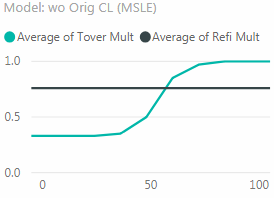 Model: wo Orig CL (MSLE)
Average of Tover Mult Average of Refi Mult
1.0
0.5
0.0
0 50 100